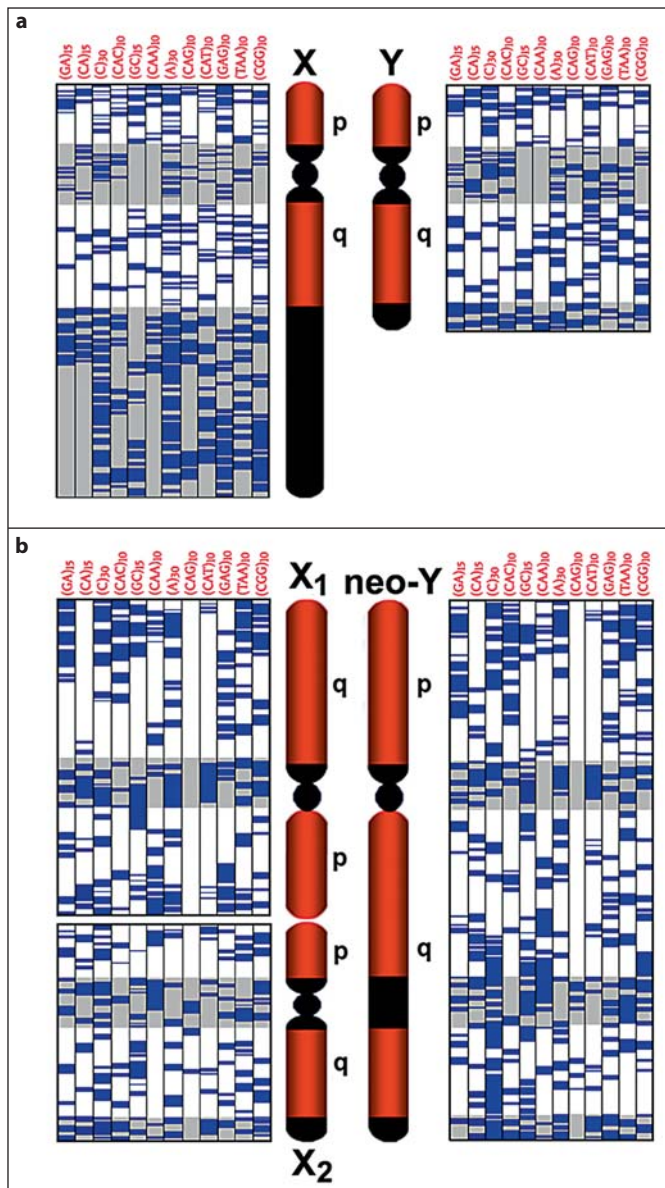 a
(GA)15 (CA)15 (C)30 (CAC)10 (GC)15 (CAA)10 (A)30 (CAG)10 (CAT)10 (GAG)10 (TAA)10 (CGG)10
X Y
(GA)15 (CA)15 (C)30 (CAC)10 (GC)15 (CAA)10 (A)30 (CAG)10 (CAT)10 (GAG)10 (TAA)10 (CGG)10
p p
q q
b
(GA)15 (CA)15 (C)30 (CAC)10 (GC)15 (CAA)10 (A)30 (CAG)10 (CAT)10 (GAG)10 (TAA)10 (CGG)10
X1 neo-Y
(GA)15 (CA)15 (C)30 (CAC)10 (GC)15 (CAA)10 (A)30 (CAG)10 (CAT)10 (GAG)10 (TAA)10 (CGG)10
q p
p
p q
q
X2